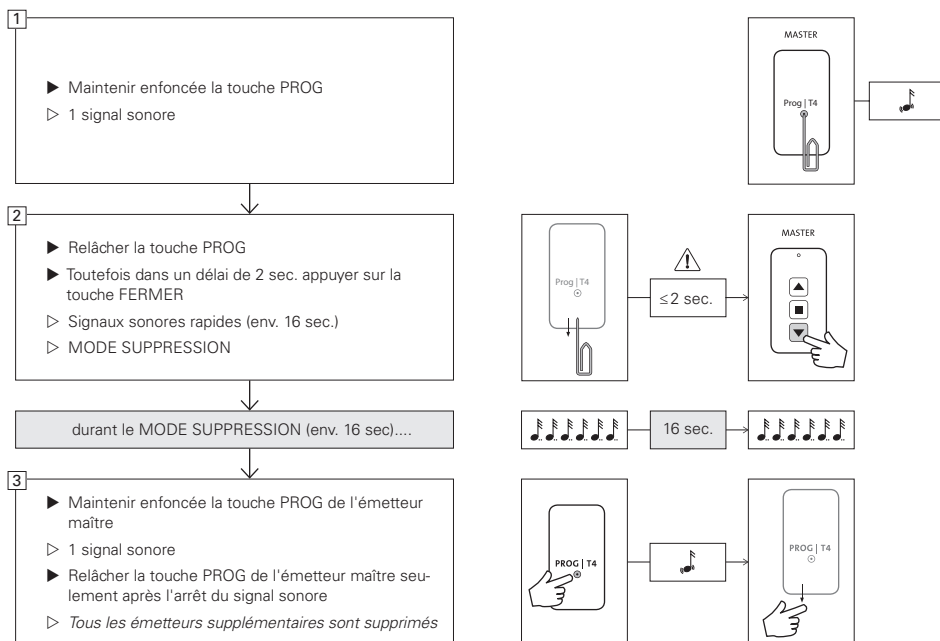 1
▶ Maintenir enfoncée la touche PROG
▷ 1 signal sonore
MASTER
Prog | T4
2
▶ Relâcher la touche PROG
▶ Toutefois dans un délai de 2 sec. appuyer sur la
touche FERMER
▷ Signaux sonores rapides (env. 16 sec.)
▷ MODE SUPPRESSION
Prog | T4
≤2 sec.
MASTER
durant le MODE SUPPRESSION (env. 16 sec)....
16 sec.
3
▶ Maintenir enfoncée la touche PROG de l'émetteur
maître
▷ 1 signal sonore
▶ Relâcher la touche PROG de l'émetteur maître seu-
lement après l'arrêt du signal sonore
▷ Tous les émetteurs supplémentaires sont supprimés
PROG | T4
PROG | T4